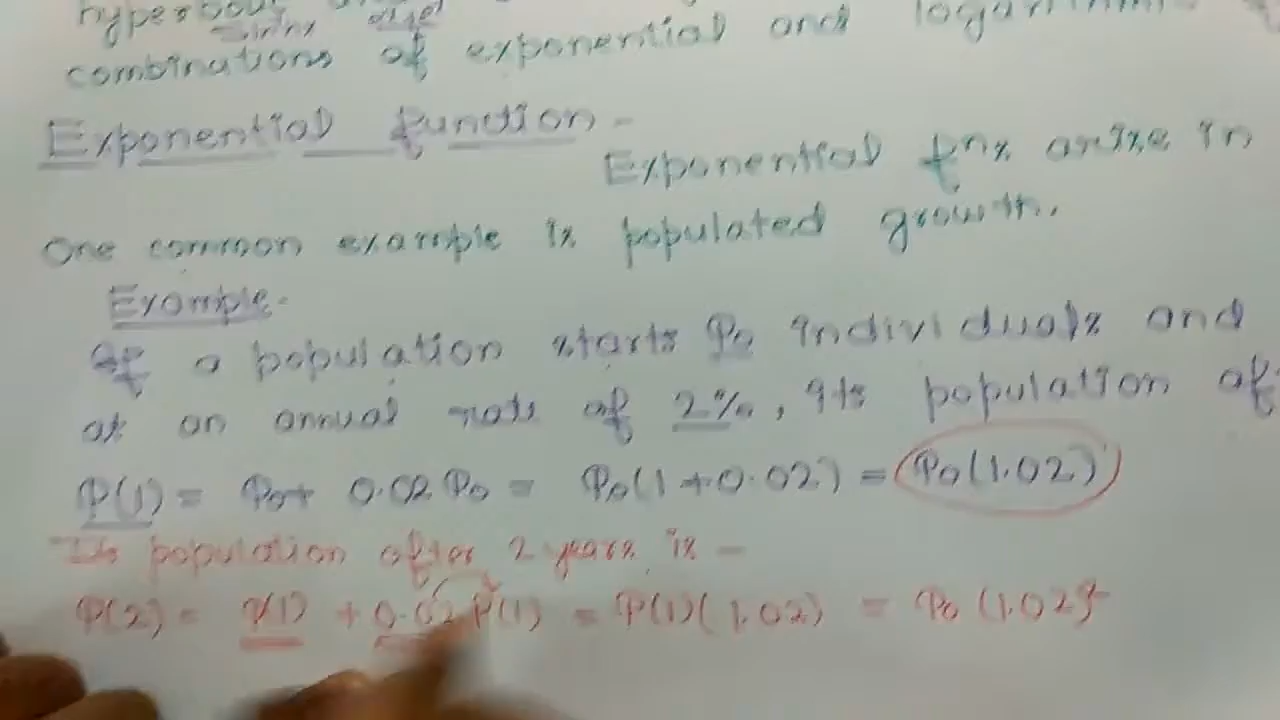 combinations of exponential and
Exponential function -
Exponential fns arise in
One common example is populated growth.
Example -
If a population starts P₀ individuals and
at an annual rate of 2%, its population
P(1) = P₀ + 0.02 P₀ = P₀(1+0.02) = P₀(1.02)
Its population after 2 years is -
P(2) = P(1) + 0.02 P(1) = P(1)(1.02) = P₀ (1.02)²